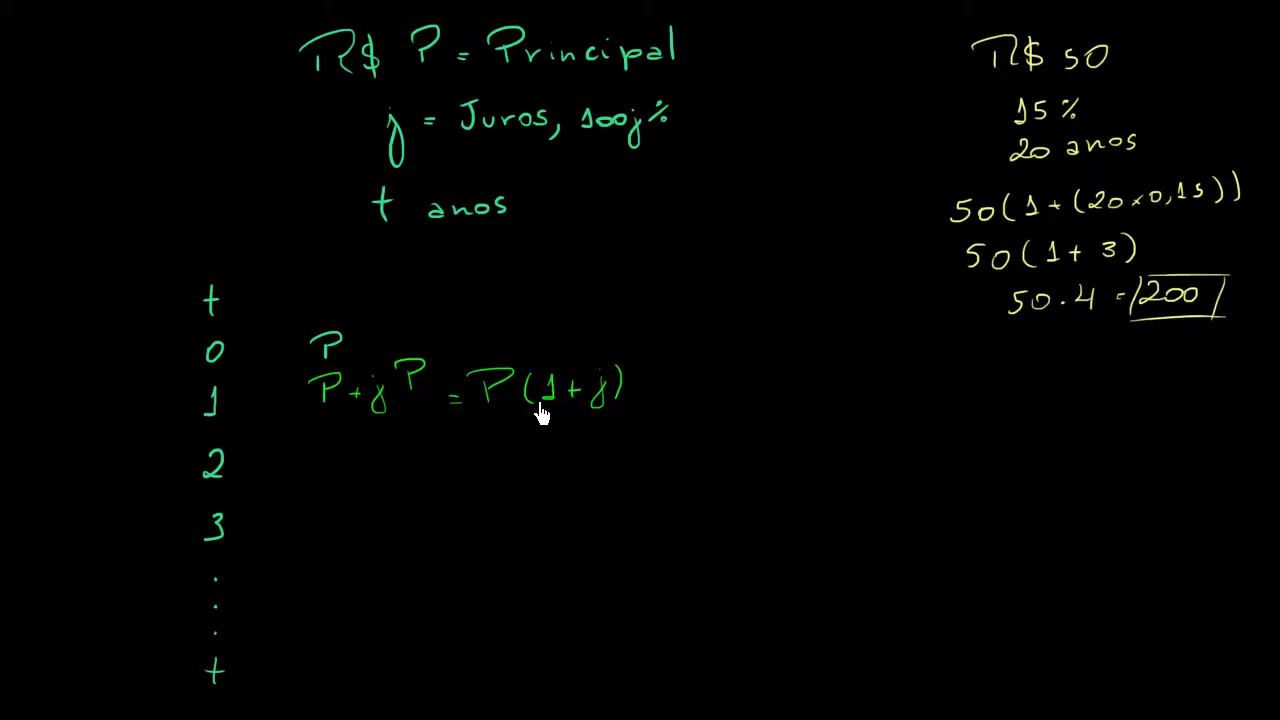 R$ P = Principal
j = Juros, 100j%
t anos
t
0 P
1 P + jP = P(1 + j)
2
3
.
.
.
t
R$ 50
15%
20 anos
50(1 + (20 × 0,15))
50(1 + 3)
50 . 4 = 200